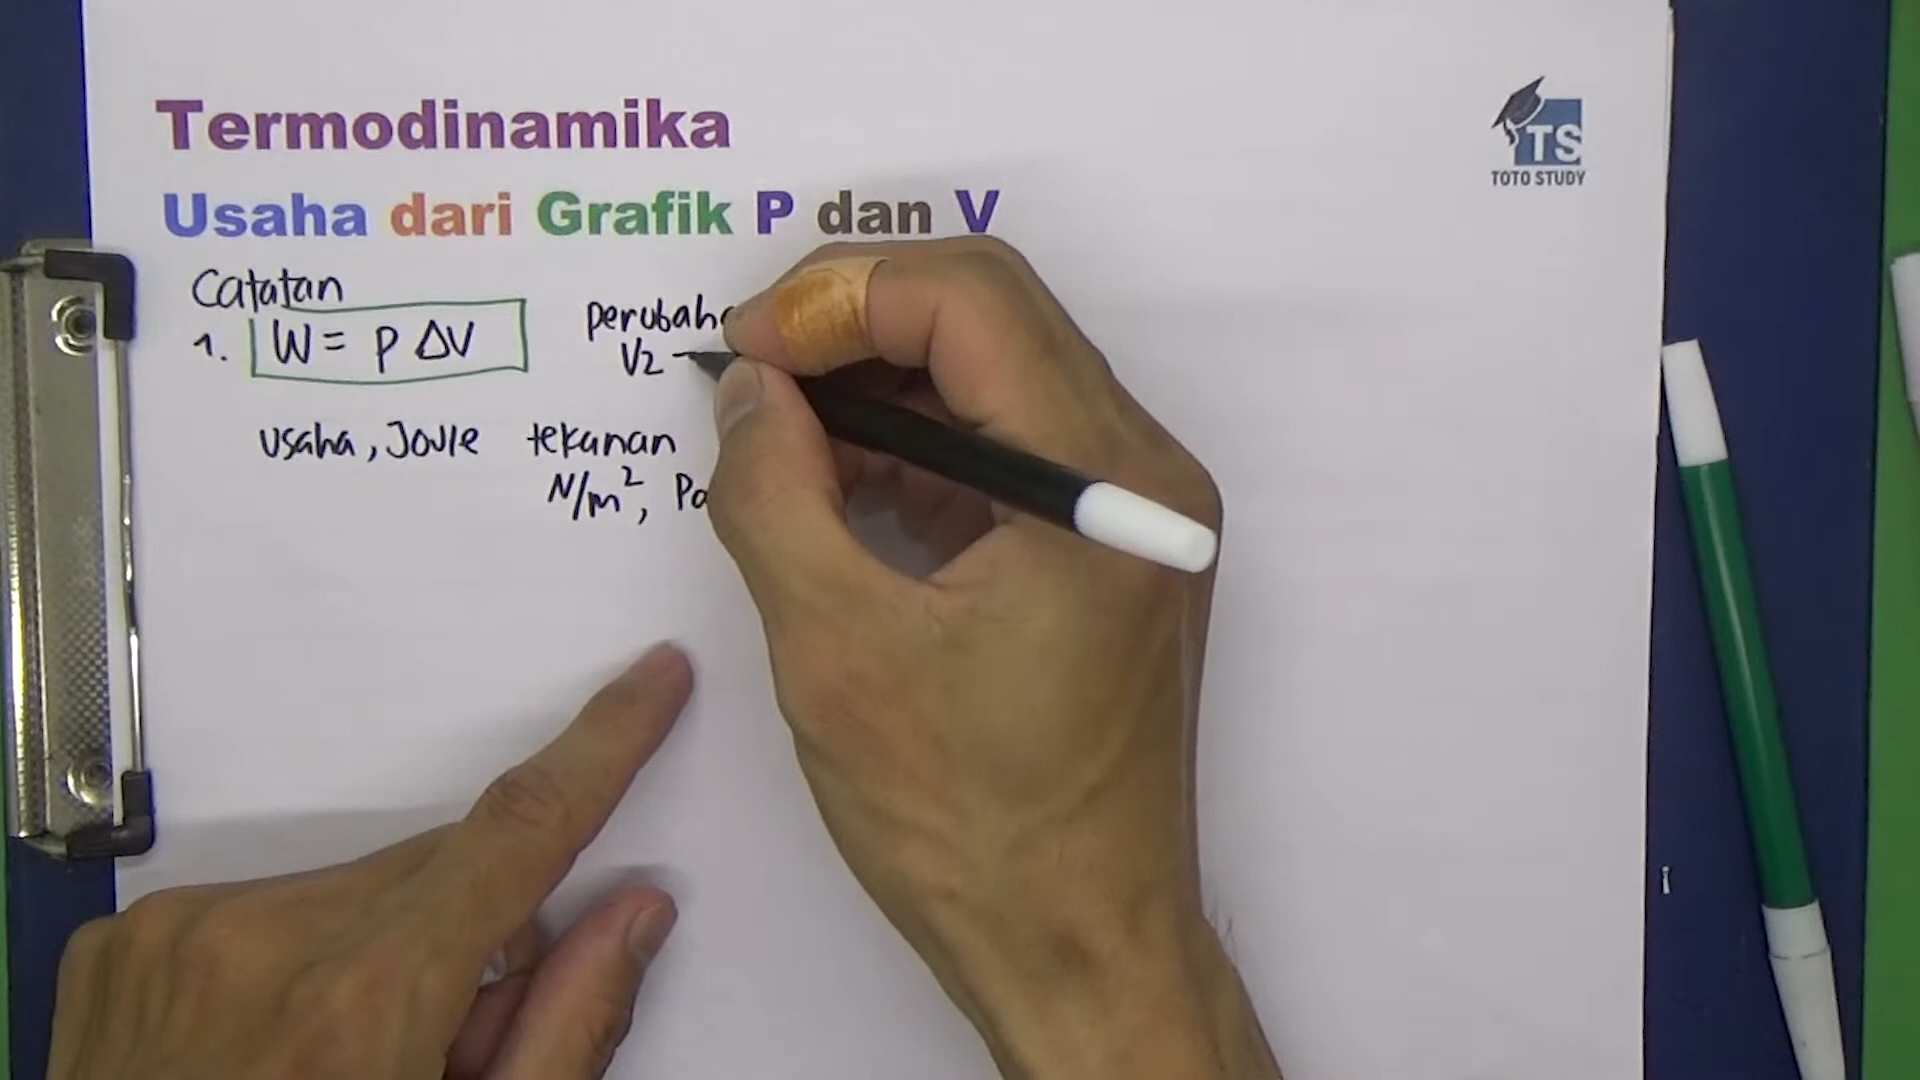 Termodinamika
Usaha dari Grafik P dan V
TS
TOTO STUDY
Catatan
1. W = P ΔV
V2 -
usaha, Joule tekanan
N/m²,